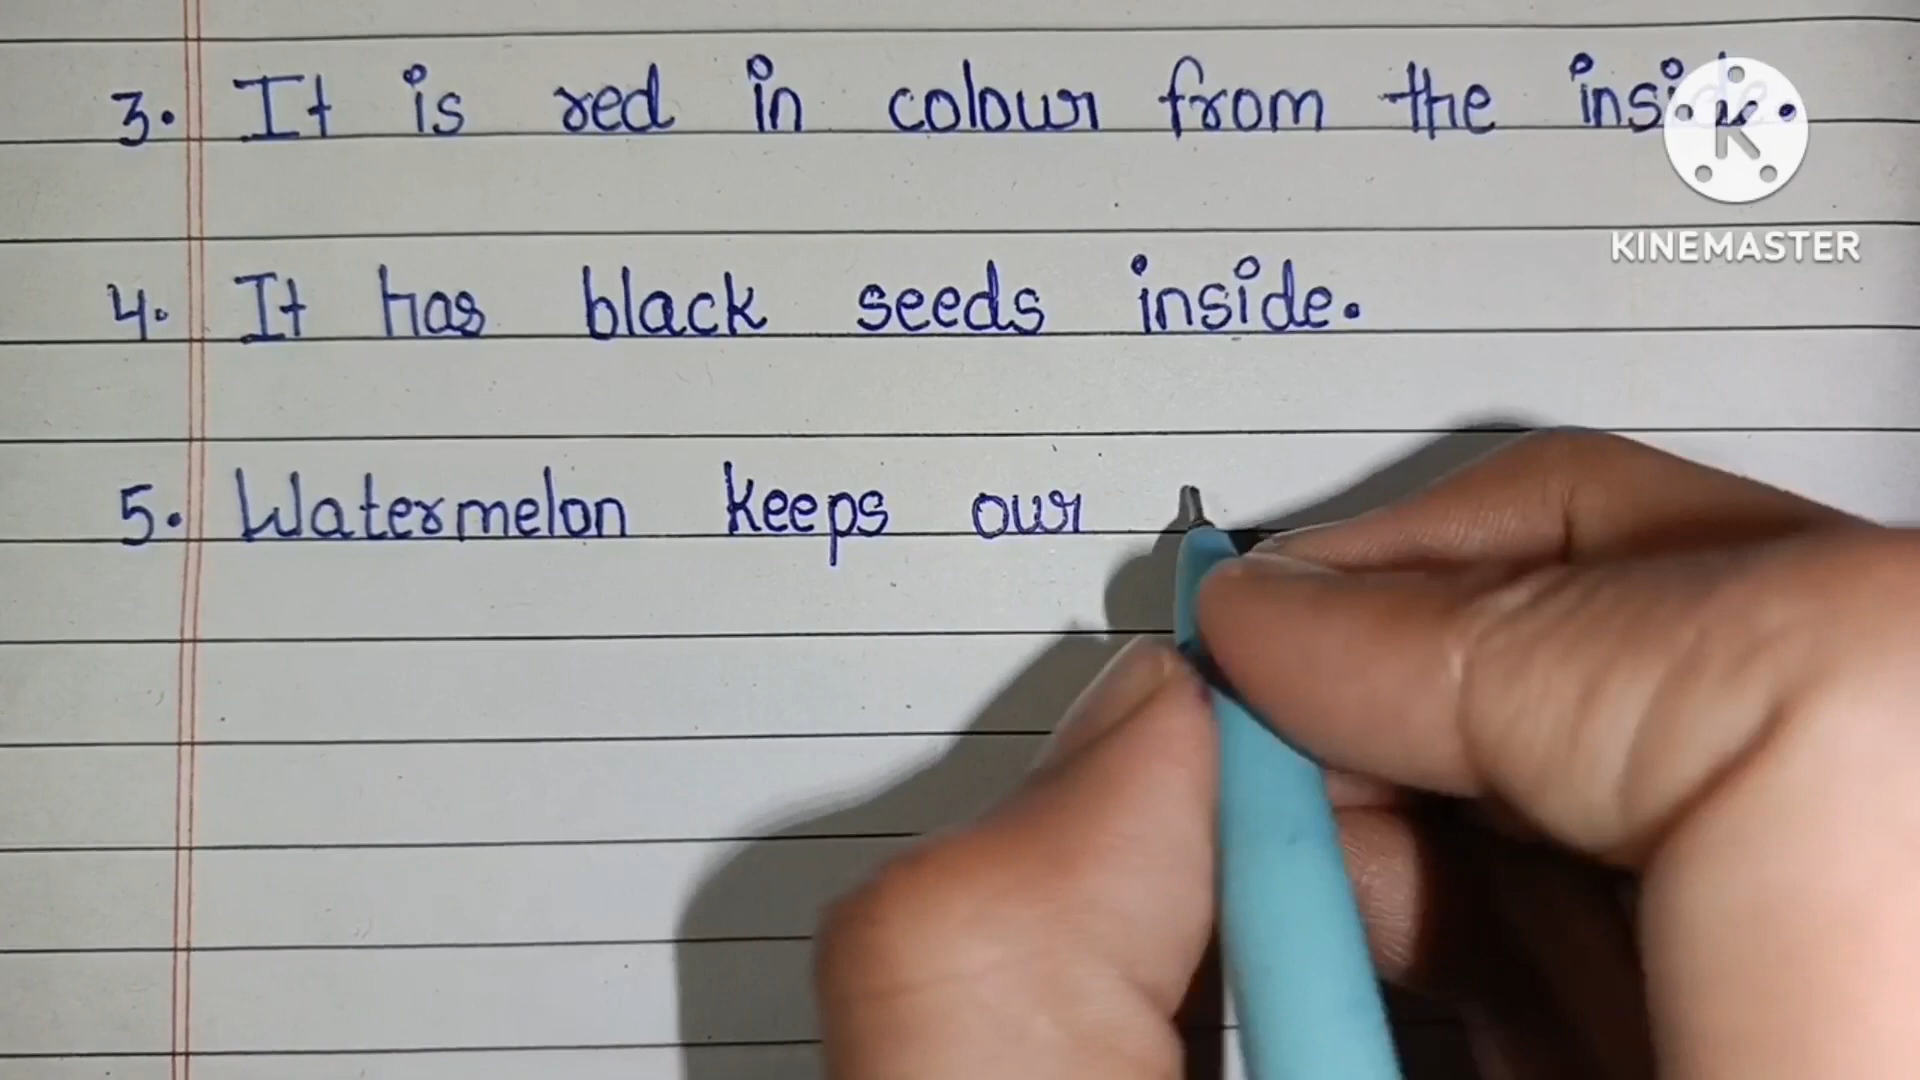 3. It is red in colour from the inside.
KINEMASTER
4. It has black seeds inside.
5. Watermelon keeps our